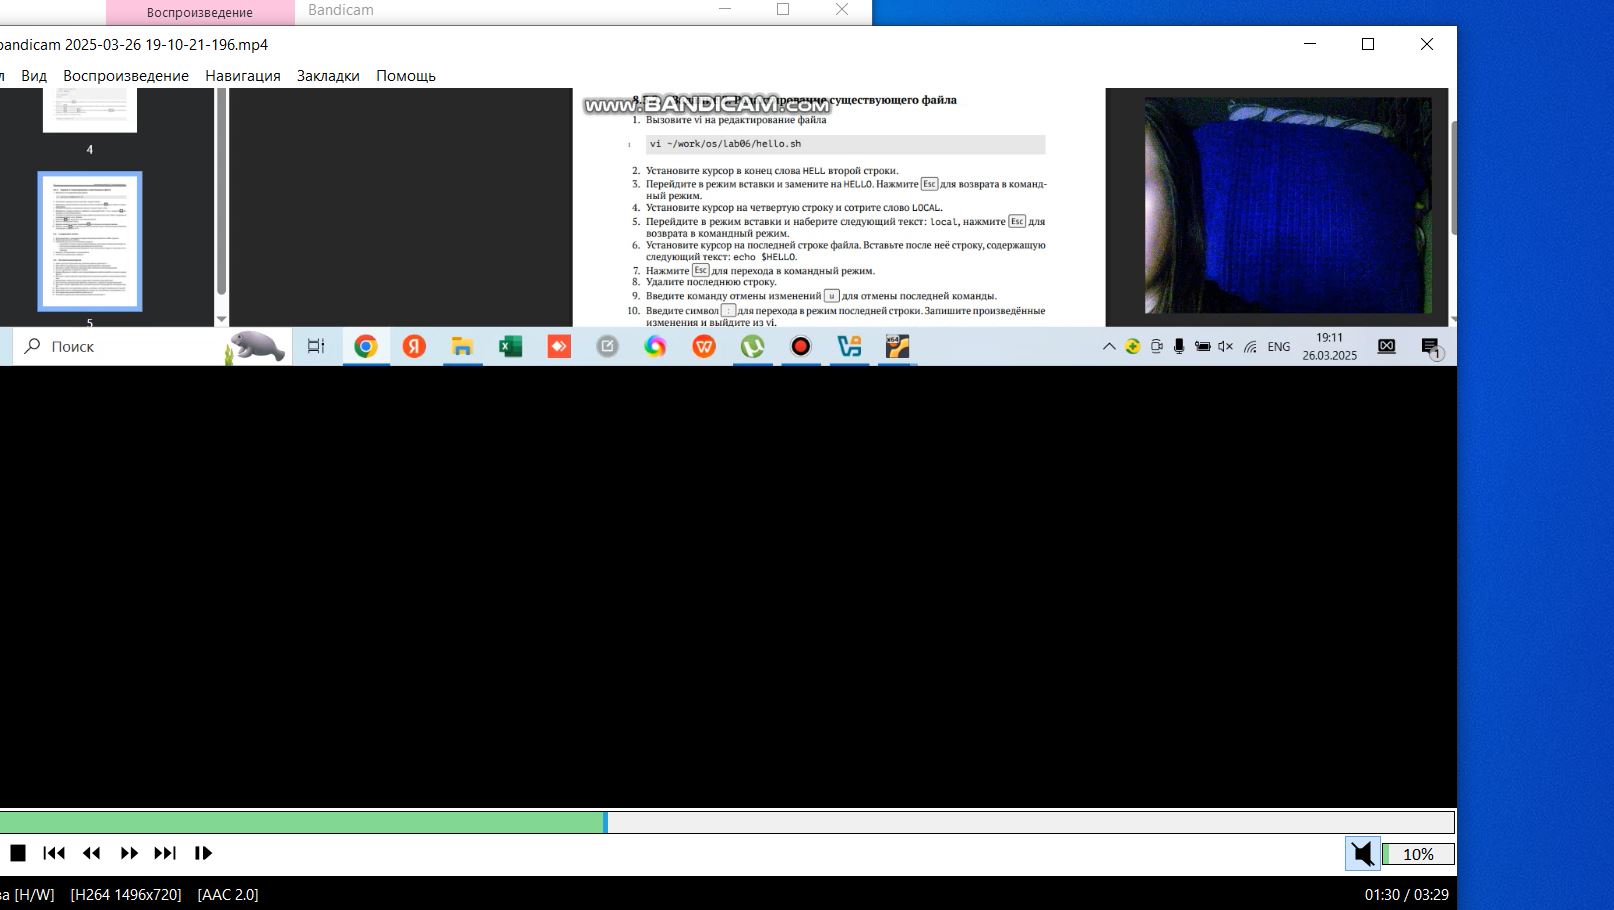 Воспроизведение
Bandicam
bandicam 2025-03-26 19-10-21-196.mp4
Вид Воспроизведение Навигация Закладки Помощь
www.BANDICAM.com
существующего файла
1. Вызовите vi на редактирование файла
1 vi ~/work/os/lab06/hello.sh
2. Установите курсор в конец слова HELL второй строки.
3. Перейдите в режим вставки и замените на HELLO. Нажмите Esc для возврата в команд-
ный режим.
4. Установите курсор на четвертую строку и сотрите слово LOCAL.
5. Перейдите в режим вставки и наберите следующий текст: local, нажмите Esc для
возврата в командный режим.
6. Установите курсор на последней строке файла. Вставьте после неё строку, содержащую
следующий текст: echo $HELLO.
7. Нажмите Esc для перехода в командный режим.
8. Удалите последнюю строку.
9. Введите команду отмены изменений u для отмены последней команды.
10. Введите символ : для перехода в режим последней строки. Запишите произведённые
изменения и выйдите из vi.
4
5
Поиск
ENG
19:11
26.03.2025
1
10%
[H/W] [H264 1496x720] [AAC 2.0]
01:30 / 03:29